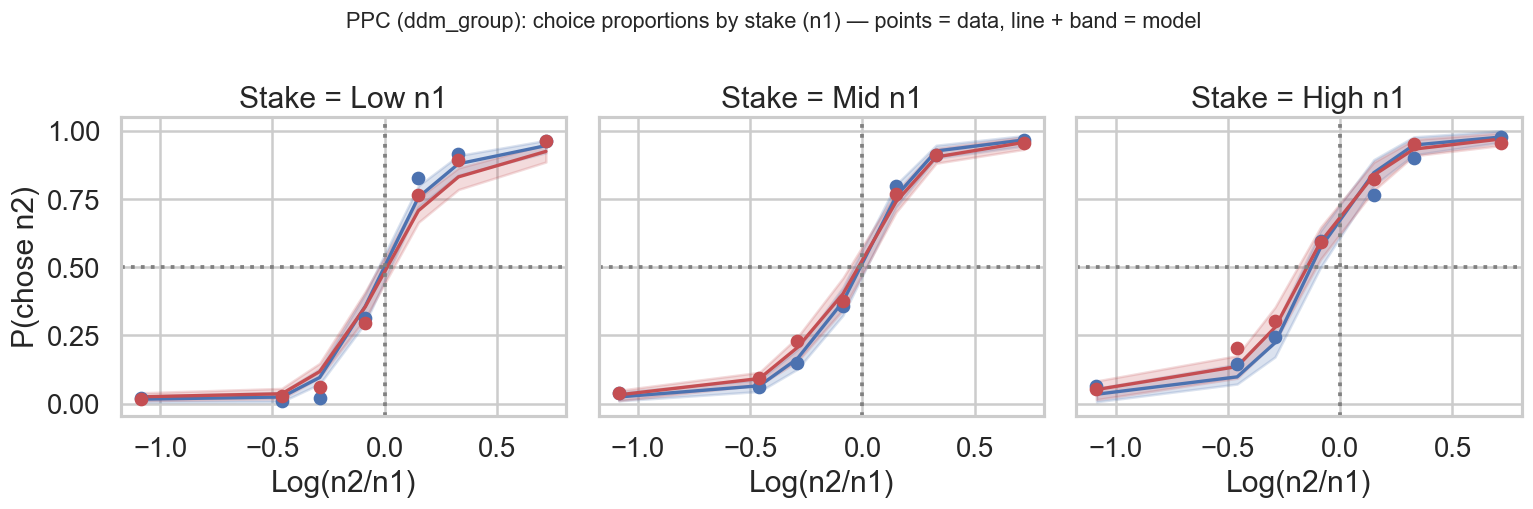 PPC (ddm_group): choice proportions by stake (n1) — points = data, line + band = model
Stake = Low n1
Stake = Mid n1
Stake = High n1
P(chose n2)
1.00
0.75
0.50
0.25
0.00
−1.0 −0.5 0.0 0.5
−1.0 −0.5 0.0 0.5
−1.0 −0.5 0.0 0.5
Log(n2/n1)
Log(n2/n1)
Log(n2/n1)